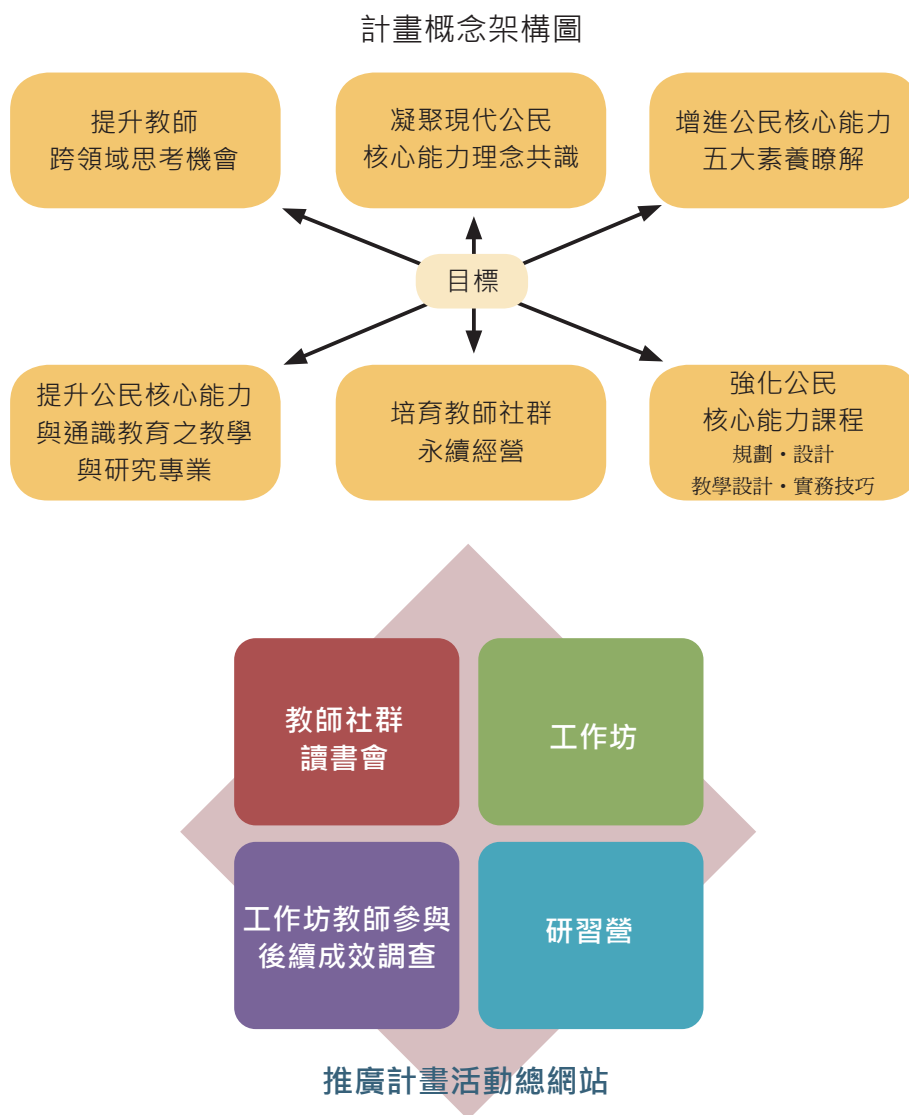 計畫概念架構圖
提升教師
跨領域思考機會
凝聚現代公民
核心能力理念共識
增進公民核心能力
五大素養瞭解
目標
提升公民核心能力
與通識教育之教學
與研究專業
培育教師社群
永續經營
強化公民
核心能力課程
規劃・設計
教學設計・實務技巧
教師社群
讀書會
工作坊
工作坊教師參與
後續成效調查
研習營
推廣計畫活動總網站